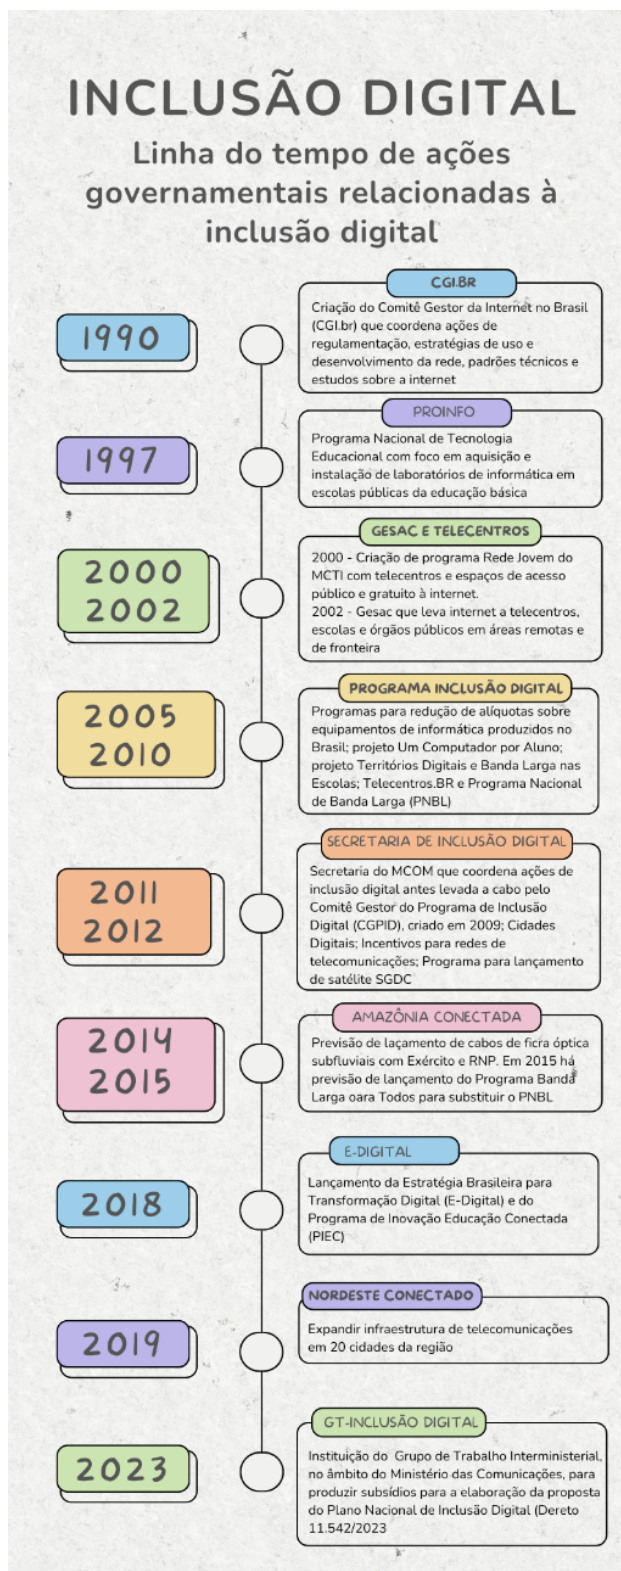 INCLUSÃO DIGITAL
Linha do tempo de ações
governamentais relacionadas à
inclusão digital
1990
CGI.BR
Criação do Comitê Gestor da Internet no Brasil
(CGI.br) que coordena ações de
regulamentação, estratégias de uso e
desenvolvimento da rede, padrões técnicos e
estudos sobre a internet
1997
PROINFO
Programa Nacional de Tecnologia
Educacional com foco em aquisição e
instalação de laboratórios de informática em
escolas públicas da educação básica
2000
2002
GESAC E TELECENTROS
2000 - Criação de programa Rede Jovem do
MCTI com telecentros e espaços de acesso
público e gratuito à internet.
2002 - Gesac que leva internet a telecentros,
escolas e órgãos públicos em áreas remotas e
de fronteira
2005
2010
PROGRAMA INCLUSÃO DIGITAL
Programas para redução de alíquotas sobre
equipamentos de informática produzidos no
Brasil; projeto Um Computador por Aluno;
projeto Territórios Digitais e Banda Larga nas
Escolas; Telecentros.BR e Programa Nacional
de Banda Larga (PNBL)
2011
2012
SECRETARIA DE INCLUSÃO DIGITAL
Secretaria do MCOM que coordena ações de
inclusão digital antes levada a cabo pelo
Comitê Gestor do Programa de Inclusão
Digital (CGPID), criado em 2009; Cidades
Digitais; Incentivos para redes de
telecomunicações; Programa para lançamento
de satélite SGDC
2014
2015
AMAZÔNIA CONECTADA
Previsão de laçamento de cabos de ficra óptica
subfluviais com Exército e RNP. Em 2015 há
previsão de lançamento do Programa Banda
Larga oara Todos para substituir o PNBL
2018
E-DIGITAL
Lançamento da Estratégia Brasileira para
Transformação Digital (E-Digital) e do
Programa de Inovação Educação Conectada
(PIEC)
2019
NORDESTE CONECTADO
Expandir infraestrutura de telecomunicações
em 20 cidades da região
2023
GT-INCLUSÃO DIGITAL
Instituição do Grupo de Trabalho Interministerial,
no âmbito do Ministério das Comunicações, para
produzir subsídios para a elaboração da proposta
do Plano Nacional de Inclusão Digital (Dereto
11.542/2023